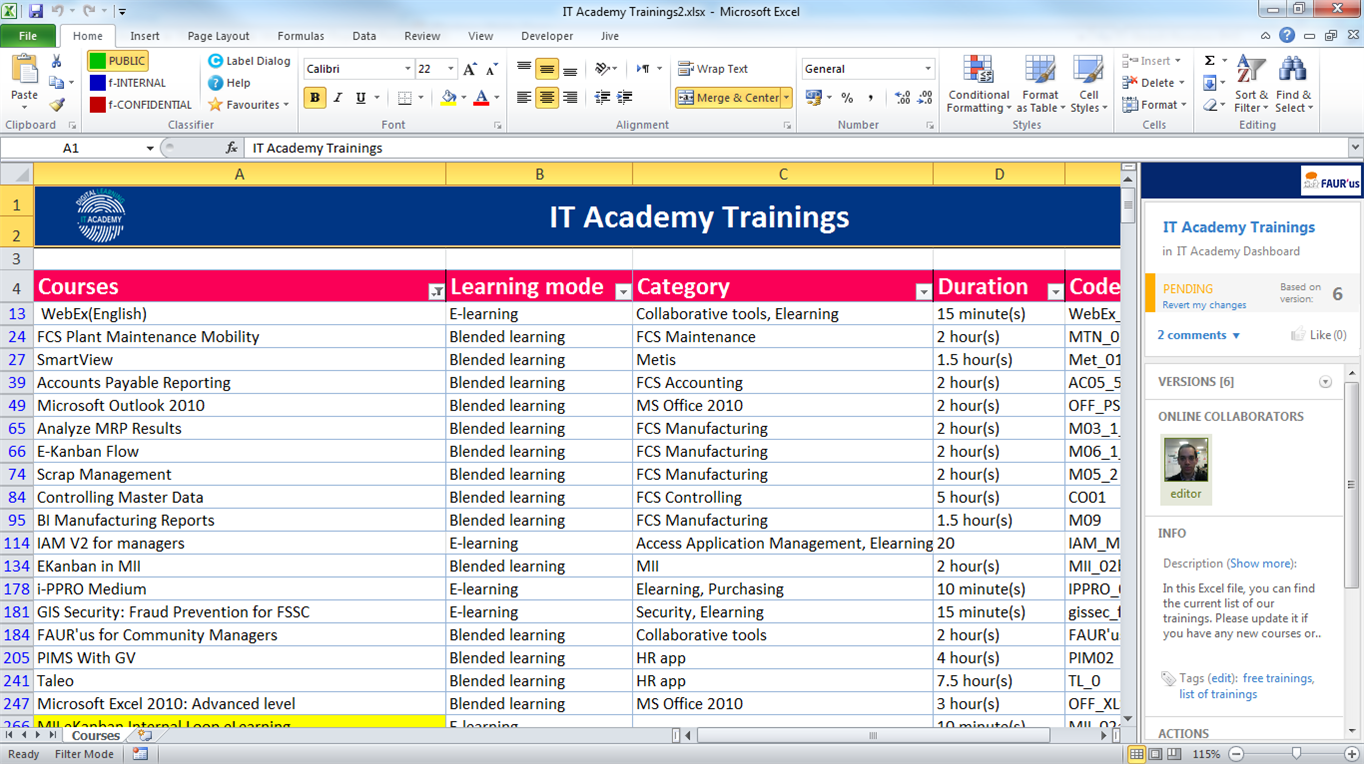 IT Academy Trainings2.xlsx - Microsoft Excel
File Home Insert Page Layout Formulas Data Review View Developer Jive
Paste
PUBLIC
f-INTERNAL
f-CONFIDENTIAL
Label Dialog
Help
Favourites
Calibri 22
B I U A
Wrap Text
Merge & Center
General
% ,
Conditional Formatting
Format as Table
Cell Styles
Insert
Delete
Format
Sort & Filter
Find & Select
Clipboard Classifier Font Alignment Number Styles Cells Editing
A1 fx IT Academy Trainings
A B C D
1 2 DIGITAL LEARNING IT ACADEMY IT Academy Trainings
3
4 Courses Learning mode Category Duration Code
13 WebEx(English) E-learning Collaborative tools, Elearning 15 minute(s) WebEx_
24 FCS Plant Maintenance Mobility Blended learning FCS Maintenance 2 hour(s) MTN_0
27 SmartView Blended learning Metis 1.5 hour(s) Met_01
39 Accounts Payable Reporting Blended learning FCS Accounting 2 hour(s) AC05_5
49 Microsoft Outlook 2010 Blended learning MS Office 2010 2 hour(s) OFF_PS
65 Analyze MRP Results Blended learning FCS Manufacturing 2 hour(s) M03_1_
66 E-Kanban Flow Blended learning FCS Manufacturing 2 hour(s) M06_1_
74 Scrap Management Blended learning FCS Manufacturing 2 hour(s) M05_2
84 Controlling Master Data Blended learning FCS Controlling 5 hour(s) CO01
95 BI Manufacturing Reports Blended learning FCS Manufacturing 1.5 hour(s) M09
114 IAM V2 for managers E-learning Access Application Management, Elearning 20 IAM_M
134 EKanban in MII Blended learning MII 2 hour(s) MII_02
178 i-PPRO Medium E-learning Elearning, Purchasing 10 minute(s) IPPRO_
181 GIS Security: Fraud Prevention for FSSC E-learning Security, Elearning 15 minute(s) gissec_f
184 FAUR'us for Community Managers Blended learning Collaborative tools 2 hour(s) FAUR'u
205 PIMS With GV Blended learning HR app 4 hour(s) PIM02
241 Taleo Blended learning HR app 7.5 hour(s) TL_0
247 Microsoft Excel 2010: Advanced level Blended learning MS Office 2010 3 hour(s) OFF_XL
266 MII eKanban Internal Loop eLearning E-learning 10 minute(s) MII_02
Courses
Ready Filter Mode 115%
FAUR'us
IT Academy Trainings
in IT Academy Dashboard
PENDING
Revert my changes
Based on version: 6
2 comments Like (0)
VERSIONS [6]
ONLINE COLLABORATORS
editor
INFO
Description (Show more):
In this Excel file, you can find
the current list of our
trainings. Please update it if
you have any new courses or..
Tags (edit): free trainings,
list of trainings
ACTIONS